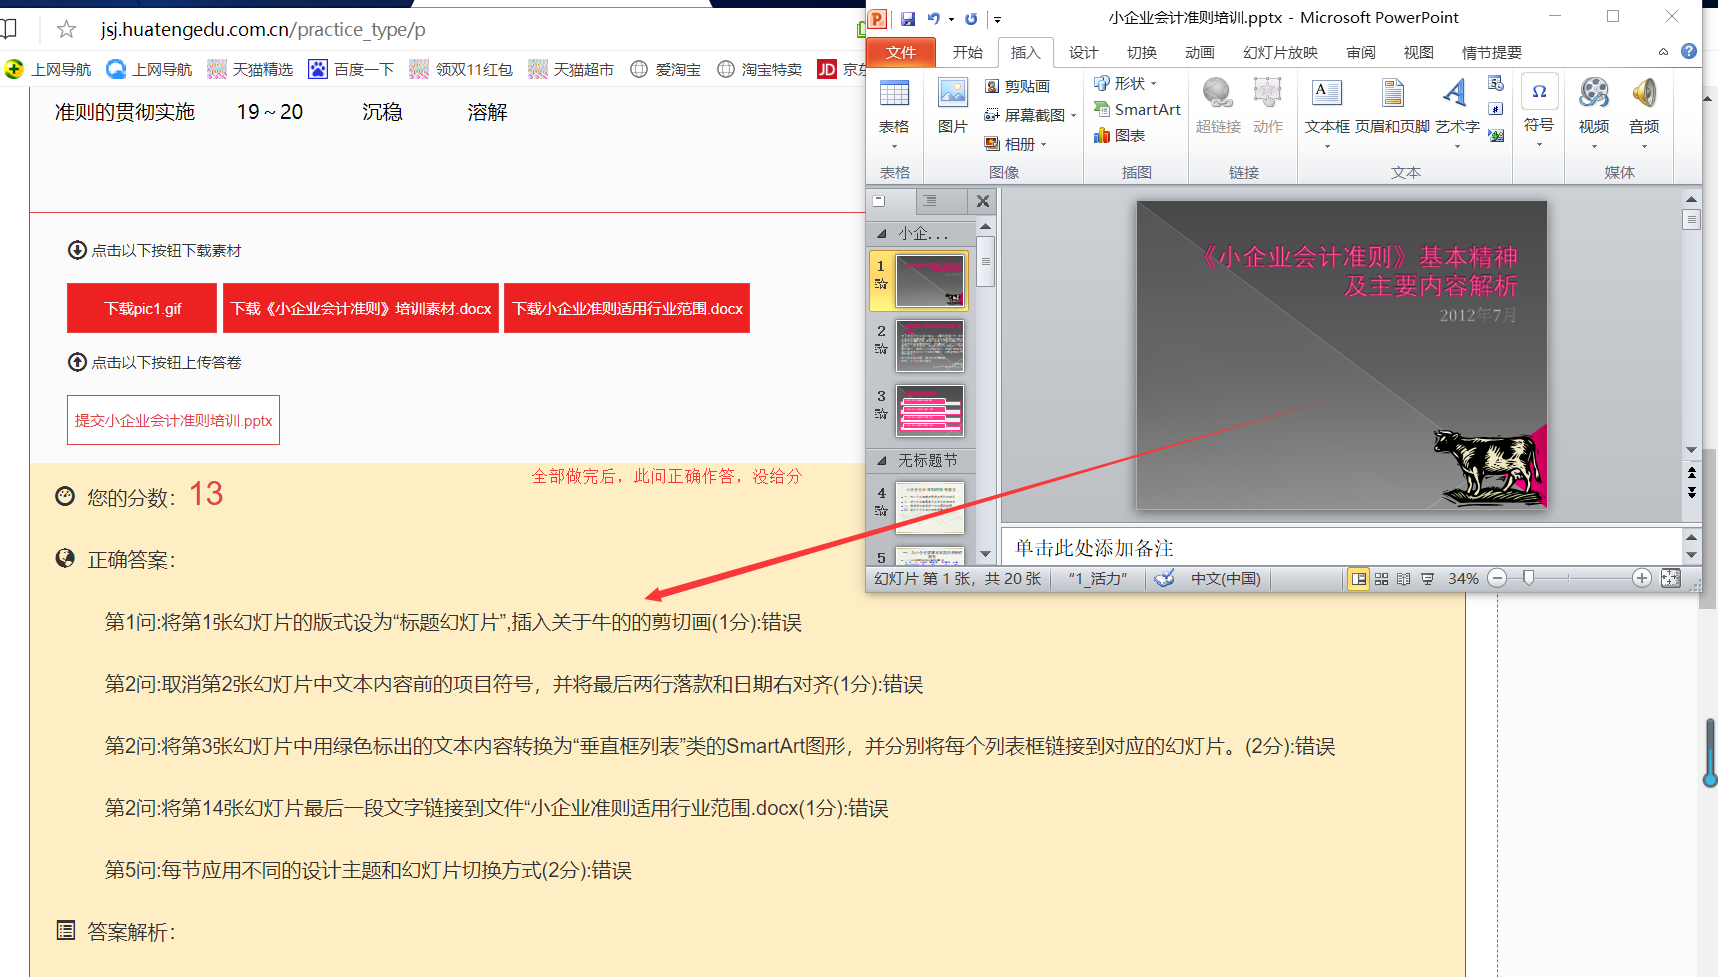 jsj.huatengedu.com.cn/practice_type/p
上网导航 上网导航 天猫精选 百度一下 领双11红包 天猫超市 爱淘宝 淘宝特卖 JD 京东
准则的贯彻实施 19~20 沉稳 溶解
点击以下按钮下载素材
下载pic1.gif 下载《小企业会计准则》培训素材.docx 下载小企业准则适用行业范围.docx
点击以下按钮上传答卷
提交小企业会计准则培训.pptx
全部做完后，此问正确作答，没给分
您的分数：13
正确答案：
第1问:将第1张幻灯片的版式设为“标题幻灯片”,插入关于牛的的剪切画(1分):错误
第2问:取消第2张幻灯片中文本内容前的项目符号，并将最后两行落款和日期右对齐(1分):错误
第2问:将第3张幻灯片中用绿色标出的文本内容转换为“垂直框列表”类的SmartArt图形，并分别将每个列表框链接到对应的幻灯片。(2分):错误
第2问:将第14张幻灯片最后一段文字链接到文件“小企业准则适用行业范围.docx(1分):错误
第5问:每节应用不同的设计主题和幻灯片切换方式(2分):错误
答案解析：
小企业会计准则培训.pptx - Microsoft PowerPoint
文件 开始 插入 设计 切换 动画 幻灯片放映 审阅 视图 情节提要
表格 图片 剪贴画 屏幕截图 相册 形状 SmartArt 图表 超链接 动作 文本框 页眉和页脚 艺术字 符号 视频 音频
表格 图像 插图 链接 文本 媒体
小企...
1
2
3
无标题节
4
5
《小企业会计准则》基本精神
及主要内容解析
2012年7月
单击此处添加备注
幻灯片 第 1 张，共 20 张 “1_活力” 中文(中国) 34%